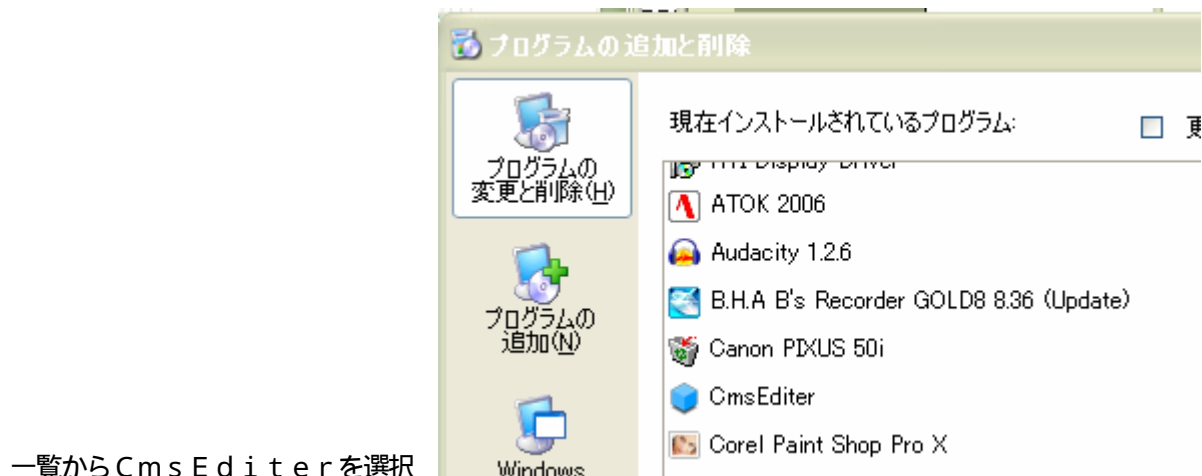 プログラムの追加と削除
プログラムの
変更と削除(H)
現在インストールされているプログラム:
更
ATI Display Driver
ATOK 2006
Audacity 1.2.6
B.H.A B's Recorder GOLD8 8.36 (Update)
Canon PIXUS 50i
CmsEditer
Corel Paint Shop Pro X
プログラムの
追加(N)
Windows
一覧からＣｍｓＥｄｉｔｅｒを選択